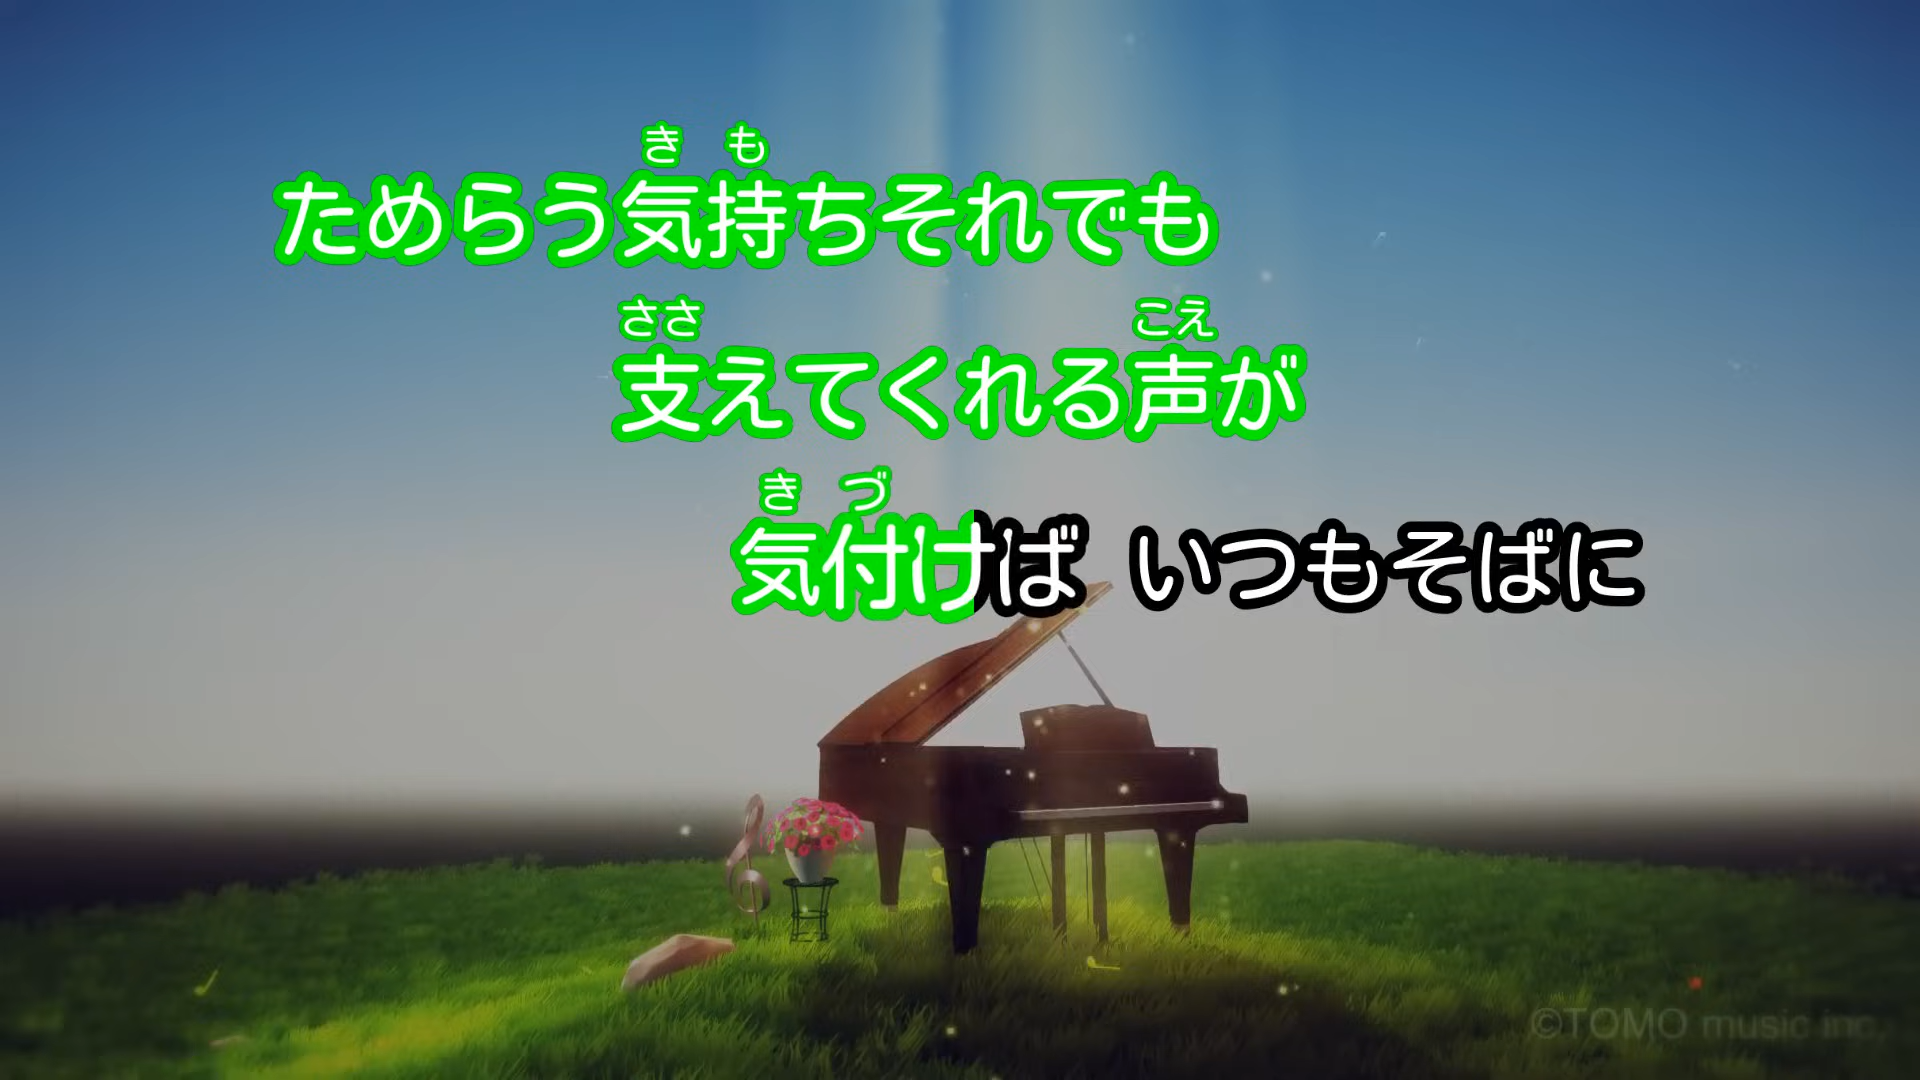 きも
ためらう気持ちそれでも
ささ こえ
支えてくれる声が
きづ
気付けば いつもそばに
©TOMO music inc.